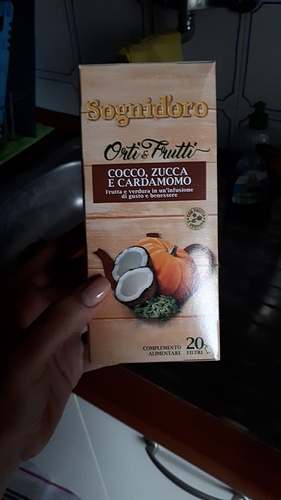 Sognid'oro
Orti & Frutti
COCCO, ZUCCA
E CARDAMOMO
Frutta e verdura in un'infusione
di gusto e benessere
COMPLEMENTO
ALIMENTARE
20
FILTRI